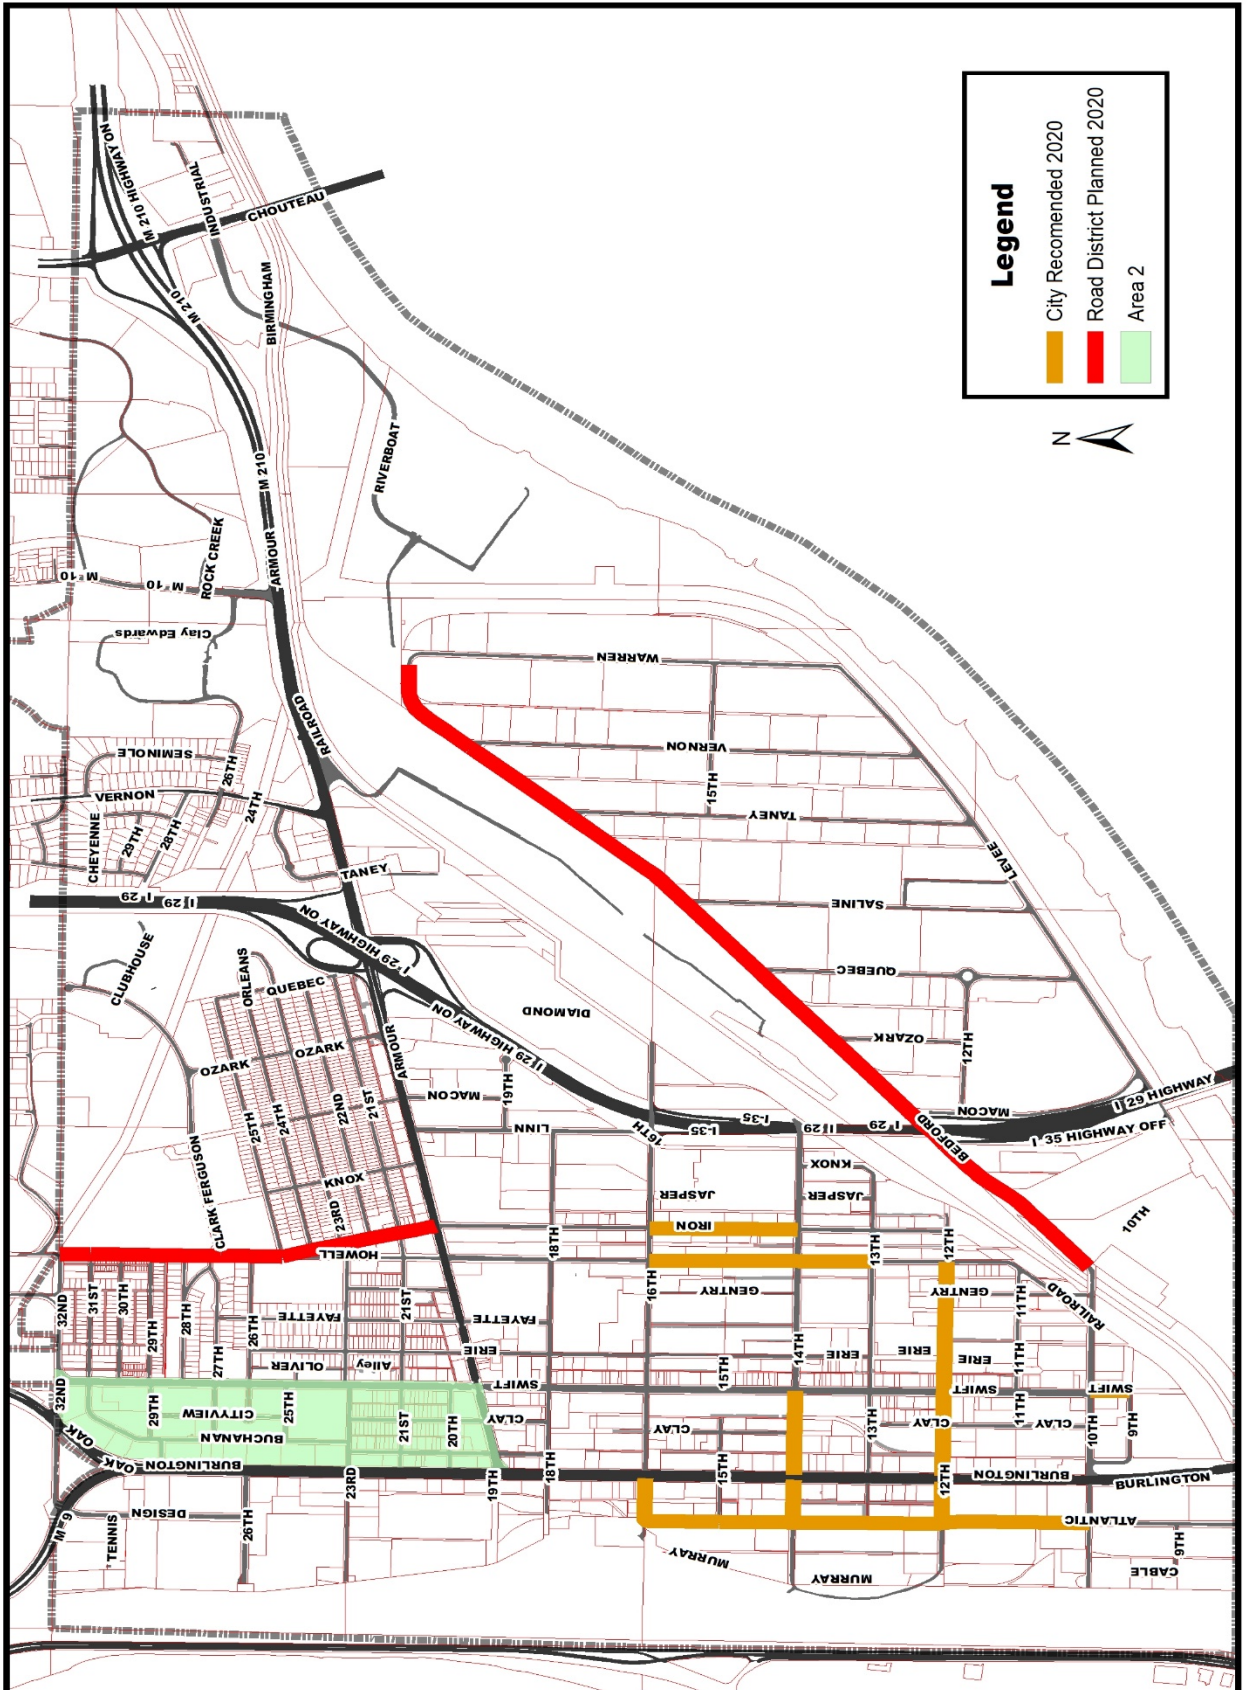 Legend
City Recomended 2020
Road District Planned 2020
Area 2
N
M 210 HIGHWAY ON
M 210 HIGHWAY ON
INDUSTRIAL
CHOUTEAU
M 210
BIRMINGHAM
RIVERBOAT
M 210
ARMOUR
ROCK CREEK
M 10
M 10
Clay Edwards
RAILROAD
WARREN
SEMINOLE
26TH
VERNON
24TH
CHEYENNE
29TH
28TH
VERNON
15TH
TANEY
TANEY
LEVEE
I 29
I 29
I 29 HIGHWAY ON
SALINE
CLUBHOUSE
ORLEANS
QUEBEC
QUEBEC
DIAMOND
I 29 HIGHWAY ON
OZARK
OZARK
ARMOUR
OZARK
12TH
MACON
19TH
MACON
I 29 HIGHWAY
25TH
24TH
22ND
21ST
LINN
16TH
I-35
I-35
I 29
I 29
BEDFORD
I 35 HIGHWAY OFF
CLARK FERGUSON
KNOX
23RD
KNOX
JASPER
JASPER
10TH
HOWELL
IRON
18TH
16TH
13TH
12TH
32ND
31ST
30TH
29TH
28TH
27TH
26TH
FAYETTE
21ST
FAYETTE
GENTRY
GENTRY
11TH
RAILROAD
OLIVER
Alley
ERIE
15TH
14TH
ERIE
ERIE
ERIE
11TH
32ND
SWIFT
SWIFT
SWIFT
29TH
CITYVIEW
25TH
BUCHANAN
21ST
20TH
CLAY
CLAY
13TH
CLAY
11TH
CLAY
10TH
9TH
OAK
OAK
BURLINGTON
23RD
19TH
18TH
15TH
12TH
BURLINGTON
BURLINGTON
M 9
DESIGN
TENNIS
26TH
MURRAY
MURRAY
ATLANTIC
9TH
CABLE